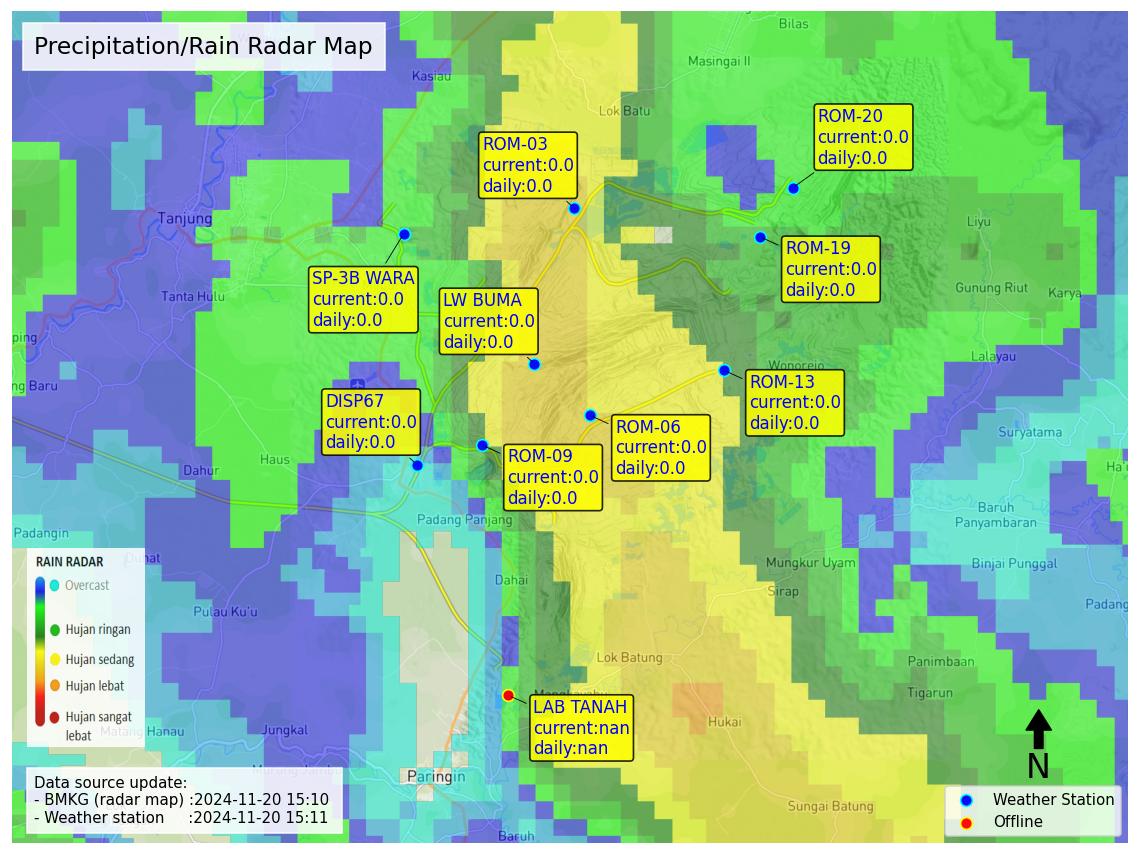 Precipitation/Rain Radar Map
Bilas
Masingai II
Kasiau
Lok Batu
ROM-20
current:0.0
daily:0.0
ROM-03
current:0.0
daily:0.0
Tanjung
Liyu
ROM-19
current:0.0
daily:0.0
SP-3B WARA
current:0.0
daily:0.0
Tanta Hulu
LW BUMA
current:0.0
daily:0.0
Gunung Riut
Karya
ping
Lalayau
Wonorejo
ng Baru
ROM-13
current:0.0
daily:0.0
DISP67
current:0.0
daily:0.0
ROM-06
current:0.0
daily:0.0
Suryatama
ROM-09
current:0.0
daily:0.0
Haus
Dahur
Ha'u
Baruh
Panyambaran
Padang Panjang
Padangin
Mungkur Uyam
Binjai Punggal
Dahai
Sirap
Padang
Pulau Ku'u
RAIN RADAR
Overcast
Hujan ringan
Hujan sedang
Hujan lebat
Hujan sangat
lebat
Lok Batung
Panimbaan
Tigarun
LAB TANAH
current:nan
daily:nan
Hukai
Matang Hanau
Jungkal
Paringin
N
Data source update:
- BMKG (radar map) :2024-11-20 15:10
- Weather station :2024-11-20 15:11
Sungai Batung
Baruh
Weather Station
Offline